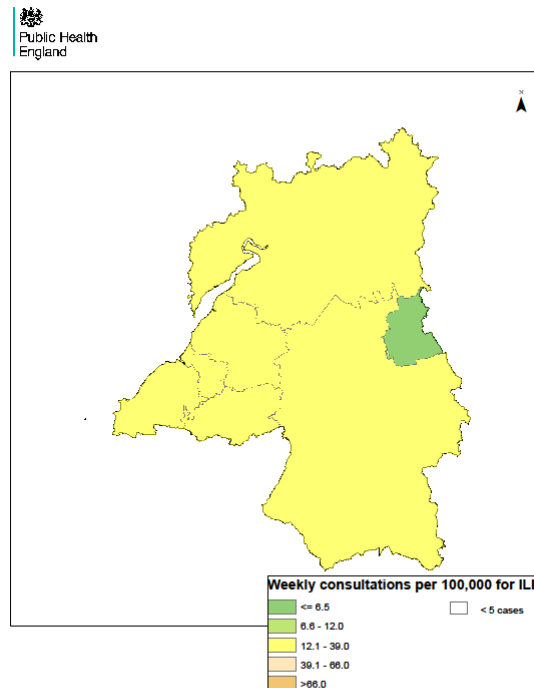 Public Health
England
N
Weekly consultations per 100,000 for ILI
<= 6.5
< 5 cases
6.6 - 12.0
12.1 - 39.0
39.1 - 66.0
>66.0